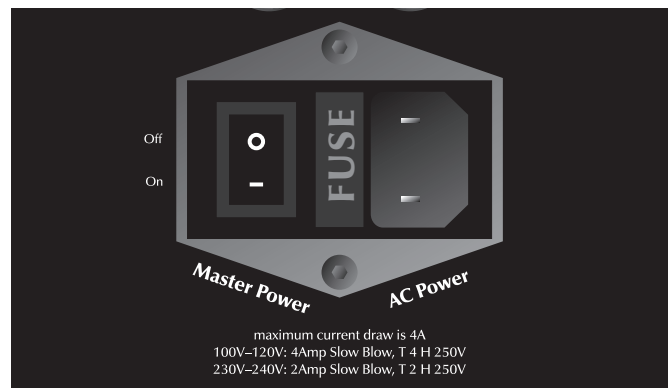 Off
On
FUSE
Master Power
AC Power
maximum current draw is 4A
100V–120V: 4Amp Slow Blow, T 4 H 250V
230V–240V: 2Amp Slow Blow, T 2 H 250V